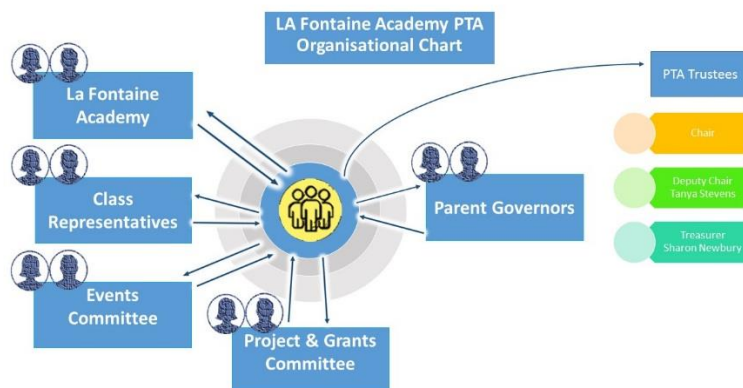 LA Fontaine Academy PTA
Organisational Chart
La Fontaine
Academy
Class
Representatives
Events
Committee
Project & Grants
Committee
Parent Governors
PTA Trustees
Chair
Deputy Chair
Tanya Stevens
Treasurer
Sharon Newbury